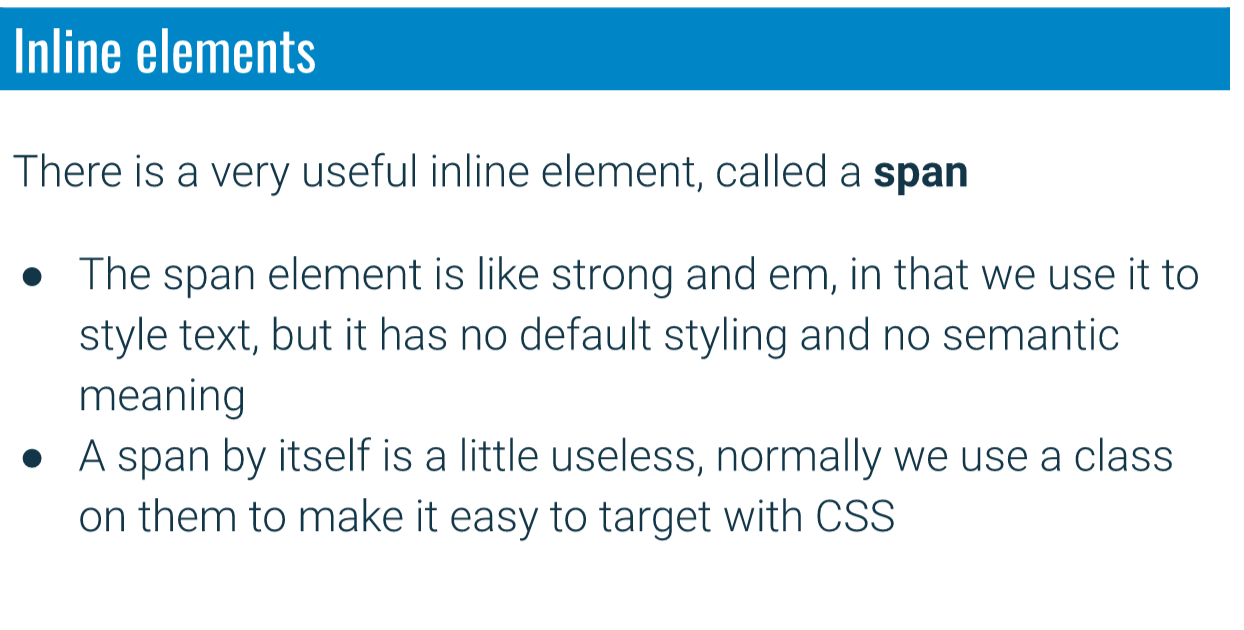 Inline elements
There is a very useful inline element, called a span
● The span element is like strong and em, in that we use it to
style text, but it has no default styling and no semantic
meaning
● A span by itself is a little useless, normally we use a class
on them to make it easy to target with CSS